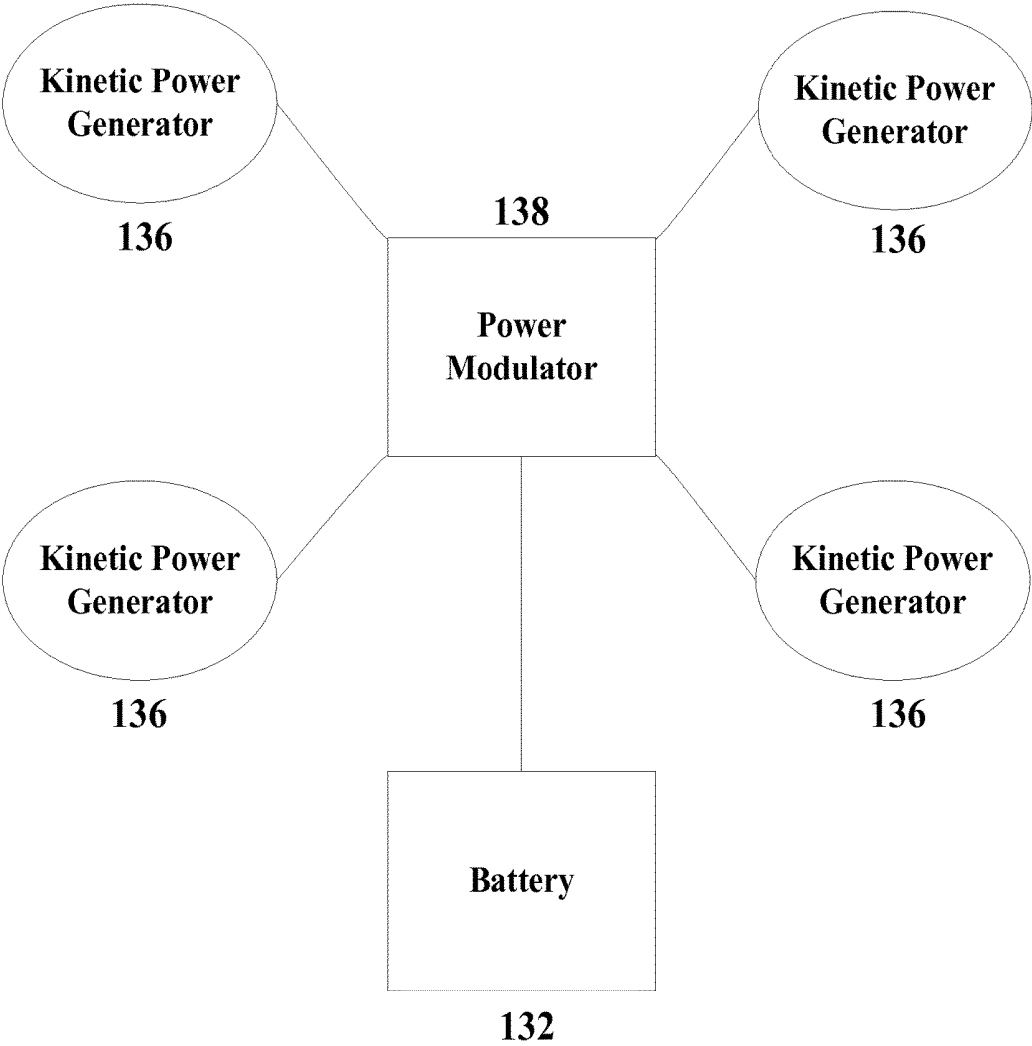 Kinetic Power
Generator
136
Kinetic Power
Generator
136
138
Power
Modulator
Kinetic Power
Generator
136
Kinetic Power
Generator
136
Battery
132